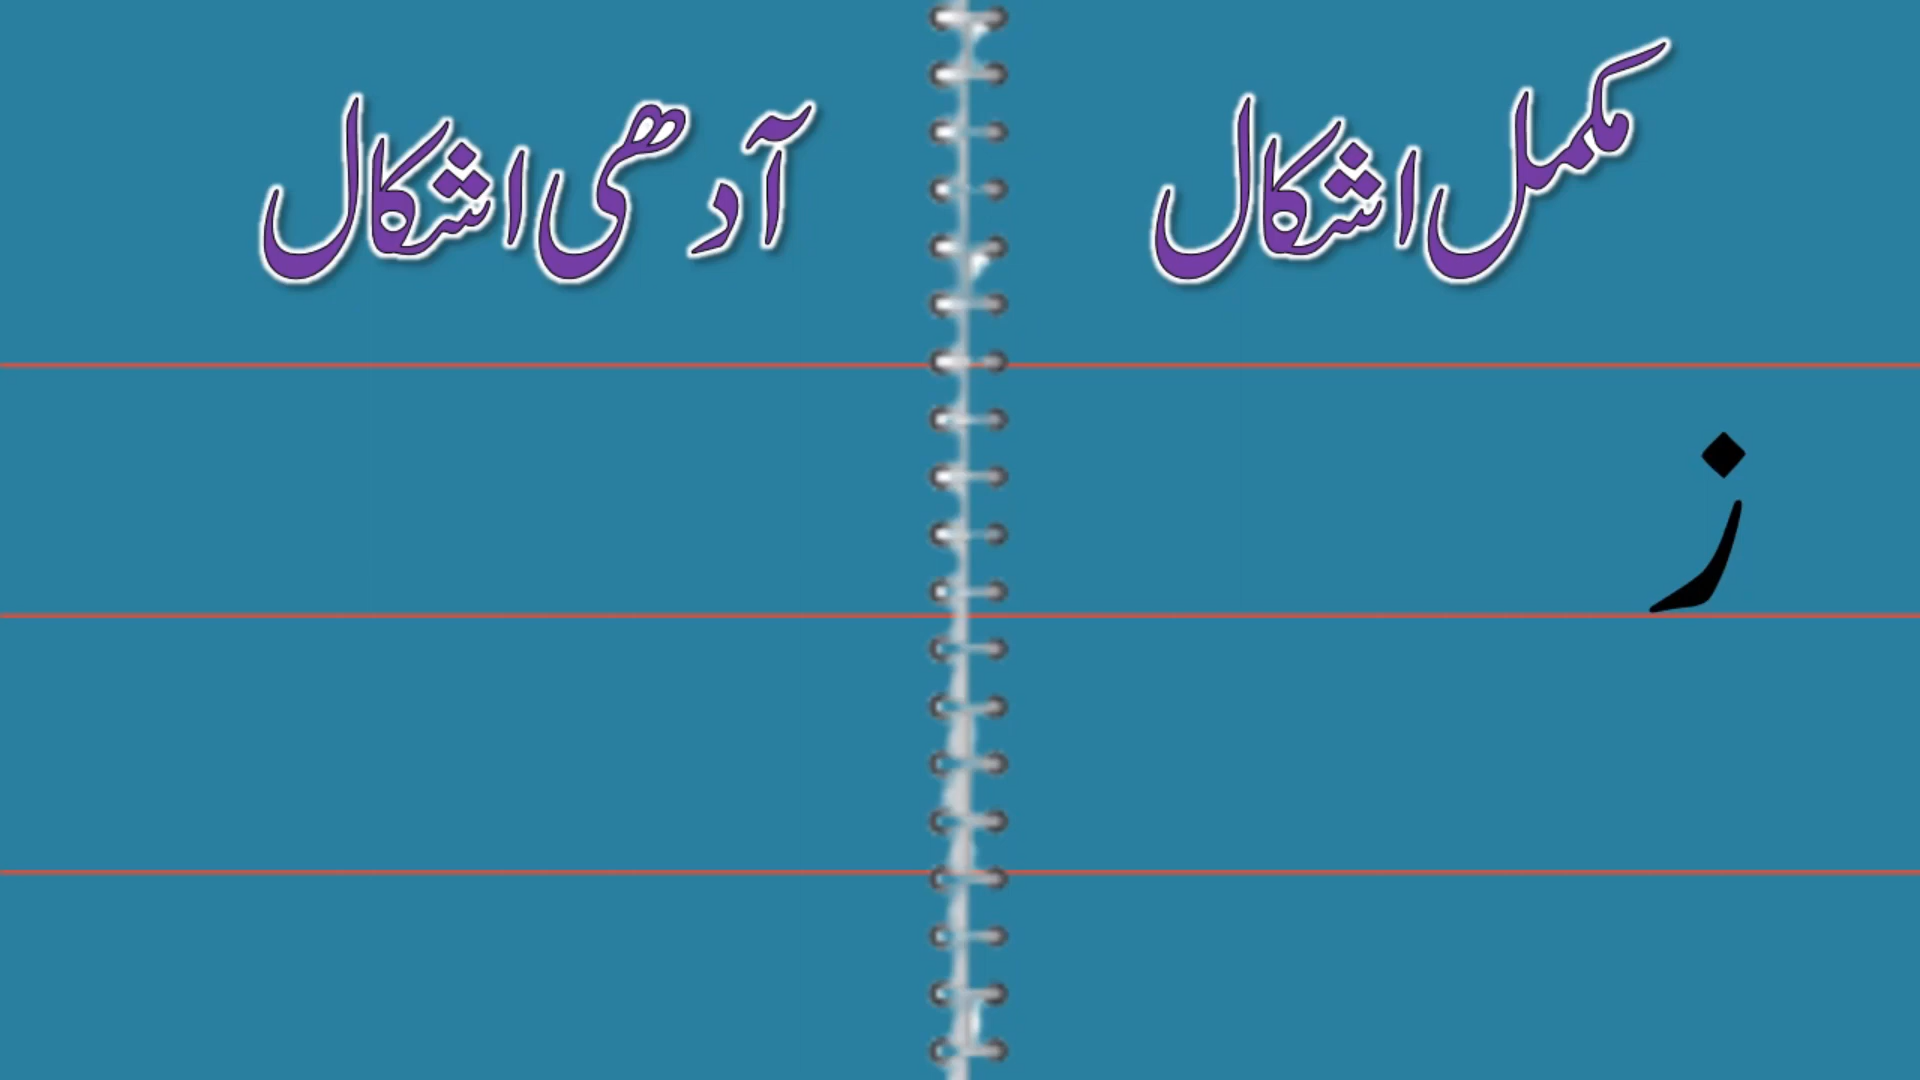 مکمل اشکال
آدھی اشکال
ز